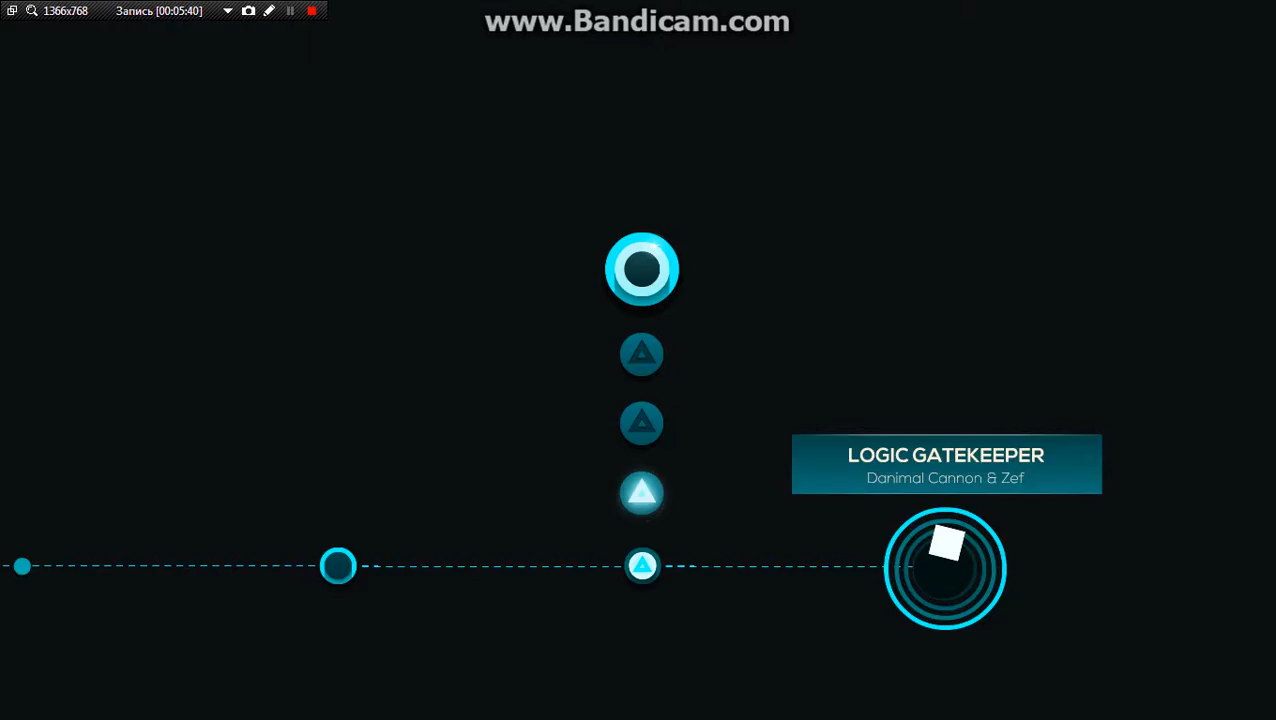 1366x768 Запись [00:05:40]
www.Bandicam.com
LOGIC GATEKEEPER
Danimal Cannon & Zef